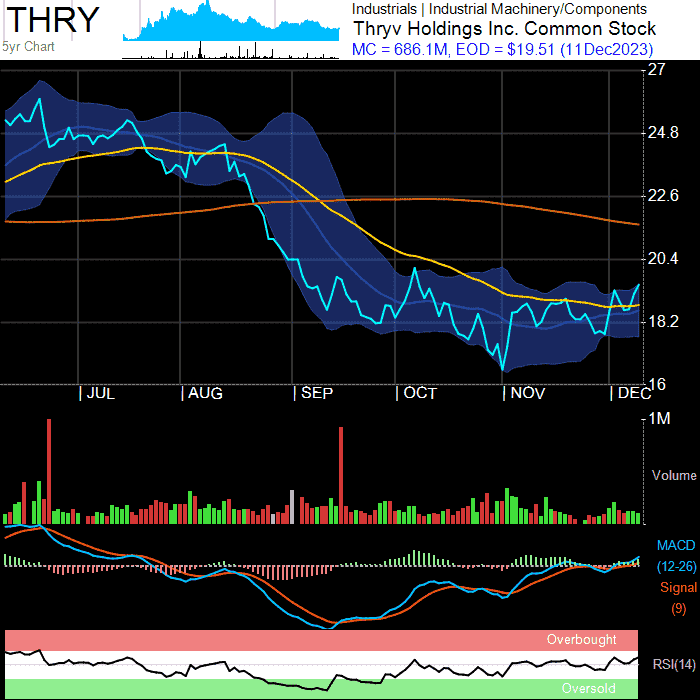 THRY
5yr Chart
Industrials | Industrial Machinery/Components
Thryv Holdings Inc. Common Stock
MC = 686.1M, EOD = $19.51 (11Dec2023)
27
24.8
22.6
20.4
18.2
16
JUL AUG SEP OCT NOV DEC
1M
Volume
MACD
(12-26)
Signal
(9)
Overbought
RSI(14)
Oversold